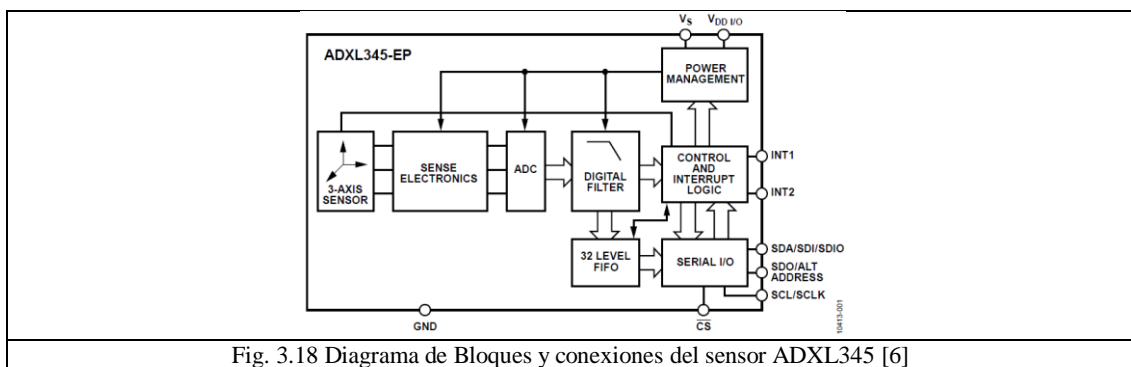 VS
VDD I/O
ADXL345-EP
POWER
MANAGEMENT
3-AXIS
SENSOR
SENSE
ELECTRONICS
ADC
DIGITAL
FILTER
CONTROL
AND
INTERRUPT
LOGIC
INT1
INT2
32 LEVEL
FIFO
SERIAL I/O
SDA/SDI/SDIO
SDO/ALT
ADDRESS
SCL/SCLK
GND
CS
10413-001
Fig. 3.18 Diagrama de Bloques y conexiones del sensor ADXL345 [6]